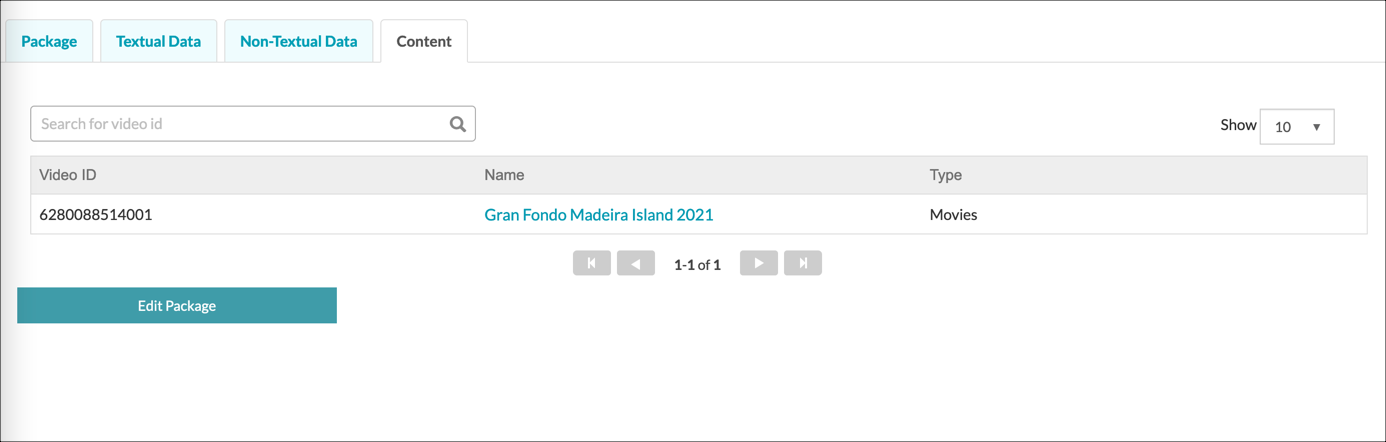 Package Textual Data Non-Textual Data Content
Search for video id
Show 10
Video ID Name Type
6280088514001 Gran Fondo Madeira Island 2021 Movies
1-1 of 1
Edit Package